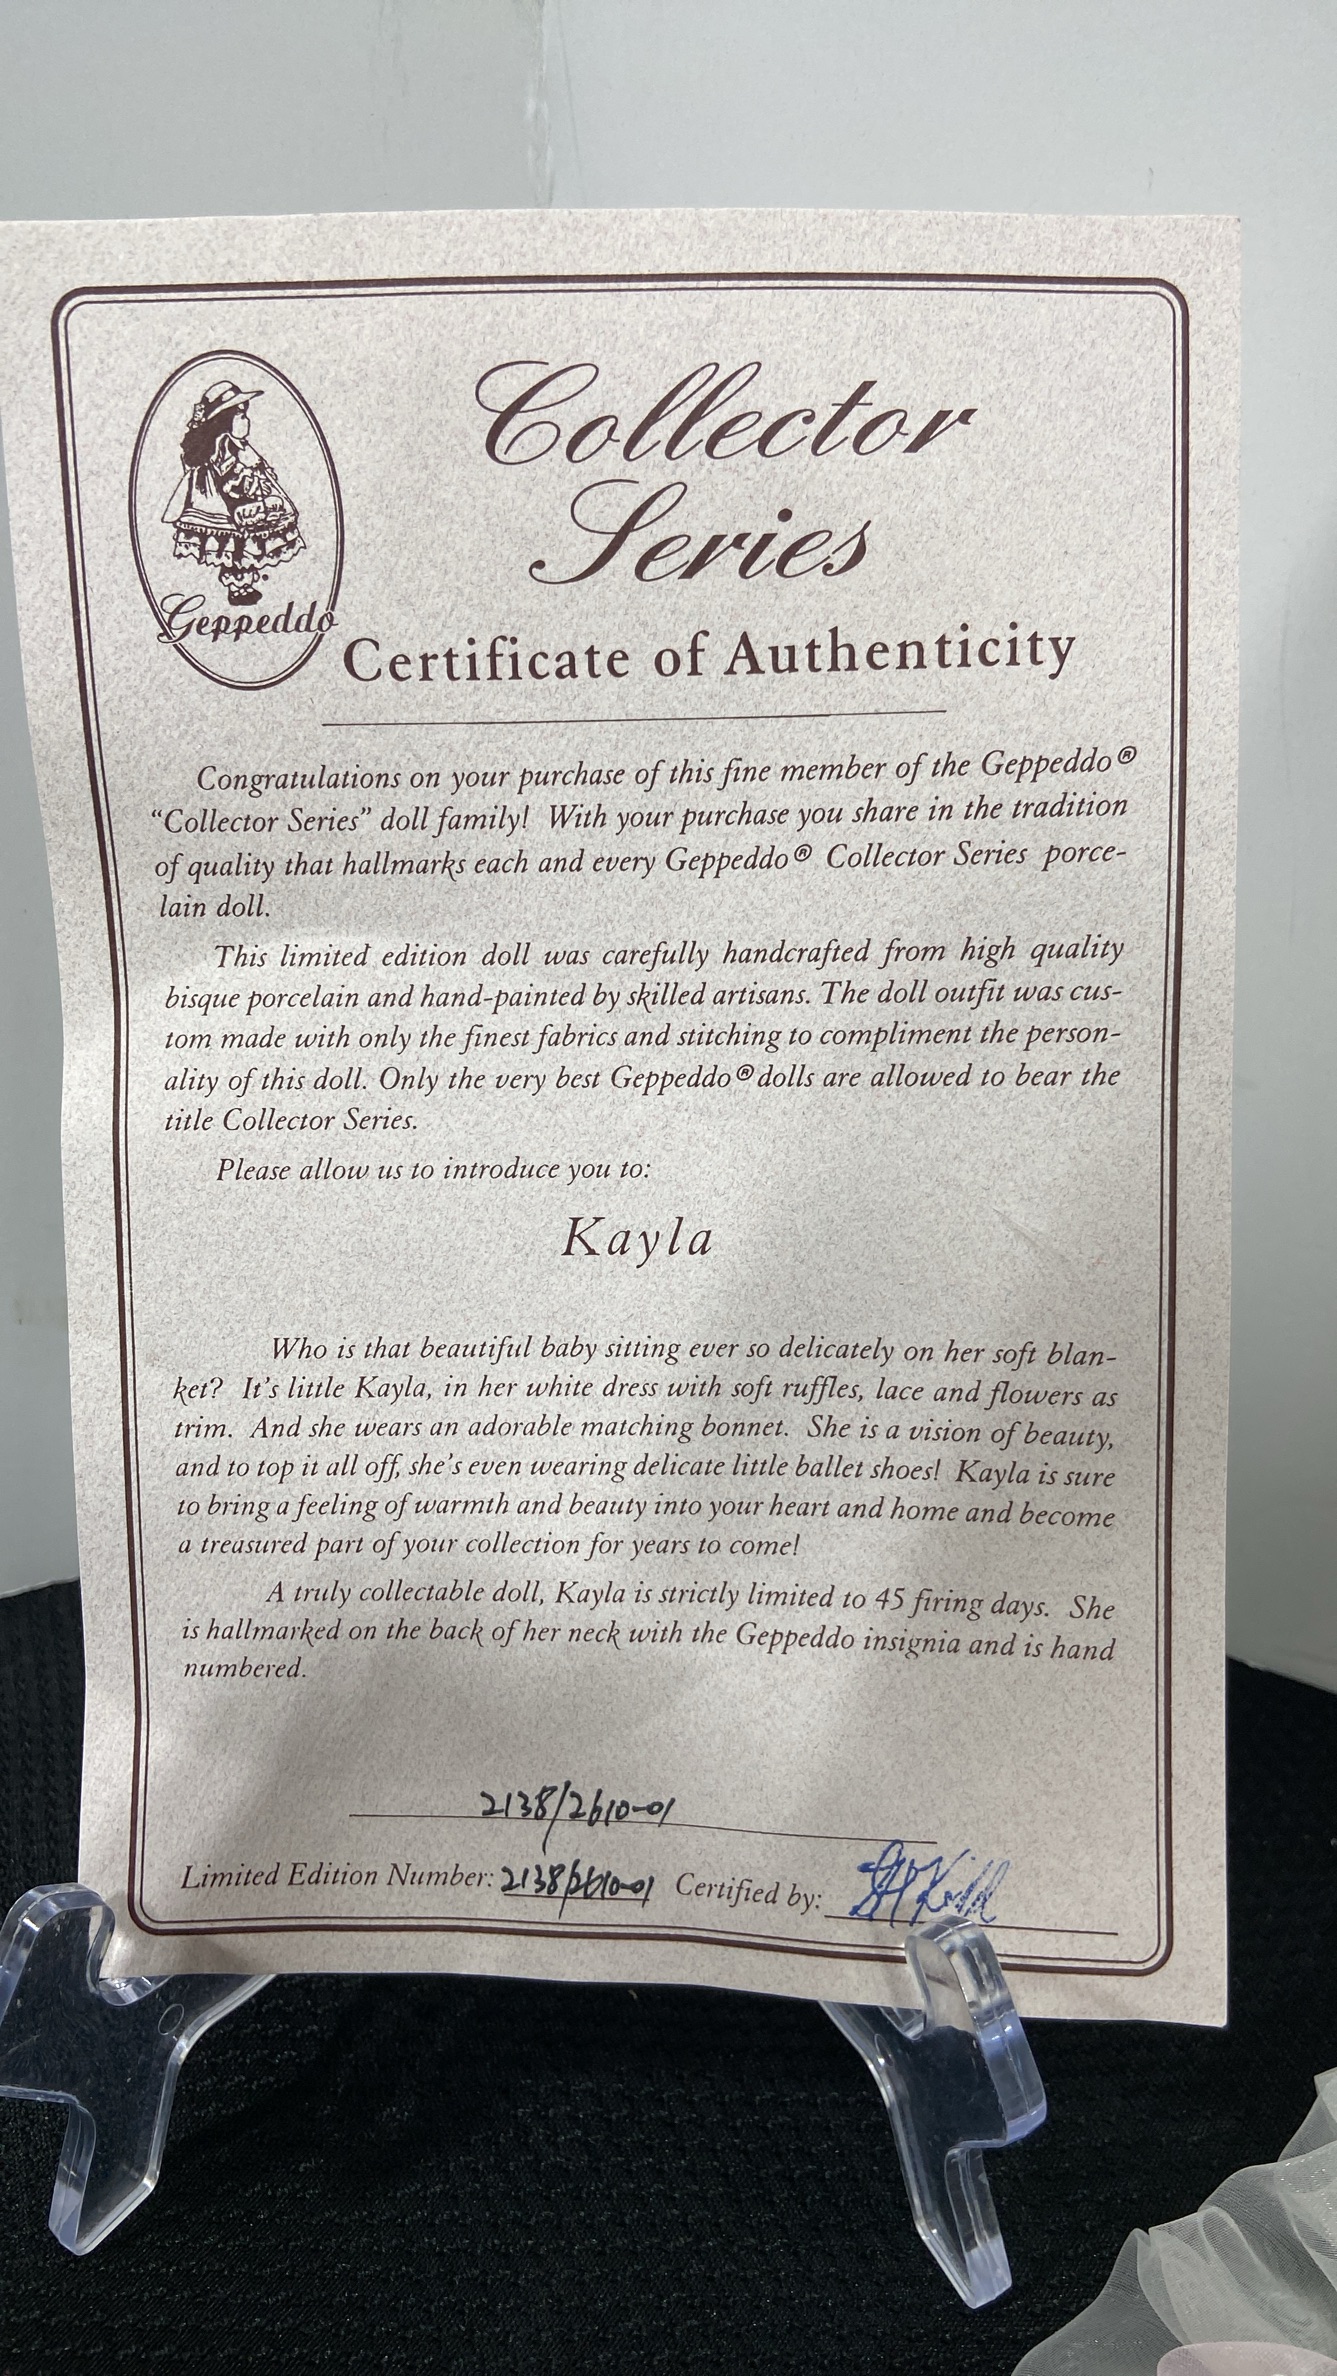 Collector
Series
Geppeddo
Certificate of Authenticity
Congratulations on your purchase of this fine member of the Geppeddo®
“Collector Series” doll family! With your purchase you share in the tradition
of quality that hallmarks each and every Geppeddo® Collector Series porce-
lain doll.
This limited edition doll was carefully handcrafted from high quality
bisque porcelain and hand-painted by skilled artisans. The doll outfit was cus-
tom made with only the finest fabrics and stitching to compliment the person-
ality of this doll. Only the very best Geppeddo® dolls are allowed to bear the
title Collector Series.
Please allow us to introduce you to:
Kayla
Who is that beautiful baby sitting ever so delicately on her soft blan-
ket? It’s little Kayla, in her white dress with soft ruffles, lace and flowers as
trim. And she wears an adorable matching bonnet. She is a vision of beauty,
and to top it all off, she’s even wearing delicate little ballet shoes! Kayla is sure
to bring a feeling of warmth and beauty into your heart and home and become
a treasured part of your collection for years to come!
A truly collectable doll, Kayla is strictly limited to 45 firing days. She
is hallmarked on the back of her neck with the Geppeddo insignia and is hand
numbered.
2138/2610-01
Limited Edition Number: 2138/2610-01 Certified by: